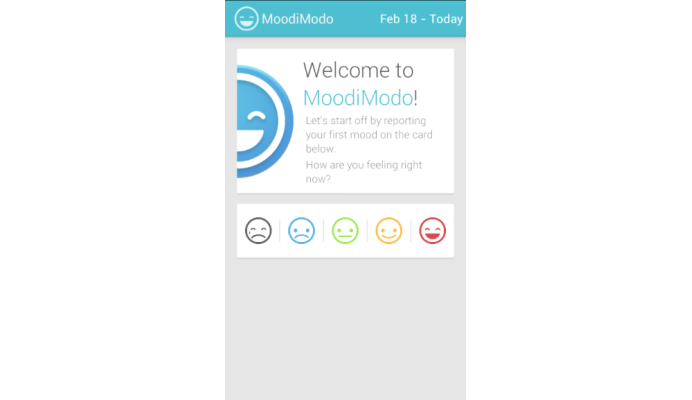 MoodiModo
Feb 18 - Today
Welcome to
MoodiModo!
Let's start off by reporting
your first mood on the card
below.
How are you feeling right
now?